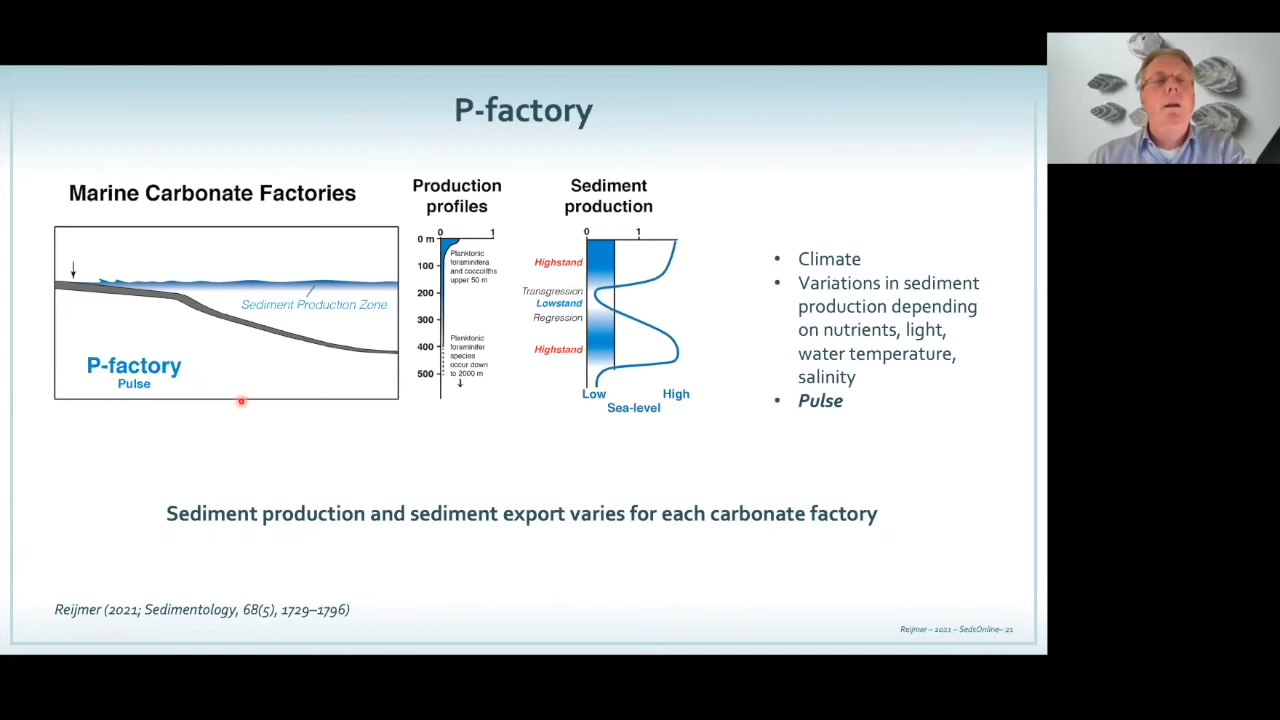 P-factory
Marine Carbonate Factories
Sediment Production Zone
P-factory
Pulse
Production
profiles
0
1
0 m
100
200
300
400
500
Planktonic
foraminifera
and coccoliths
upper 50 m
Planktonic
foraminifer
species
occur down
to 2000 m
Sediment
production
0
1
Highstand
Transgression
Lowstand
Regression
Highstand
Low
High
Sea-level
• Climate
• Variations in sediment
production depending
on nutrients, light,
water temperature,
salinity
• Pulse
Sediment production and sediment export varies for each carbonate factory
Reijmer (2021; Sedimentology, 68(5), 1729–1796)
Reijmer – 2021 – SedsOnline– 21